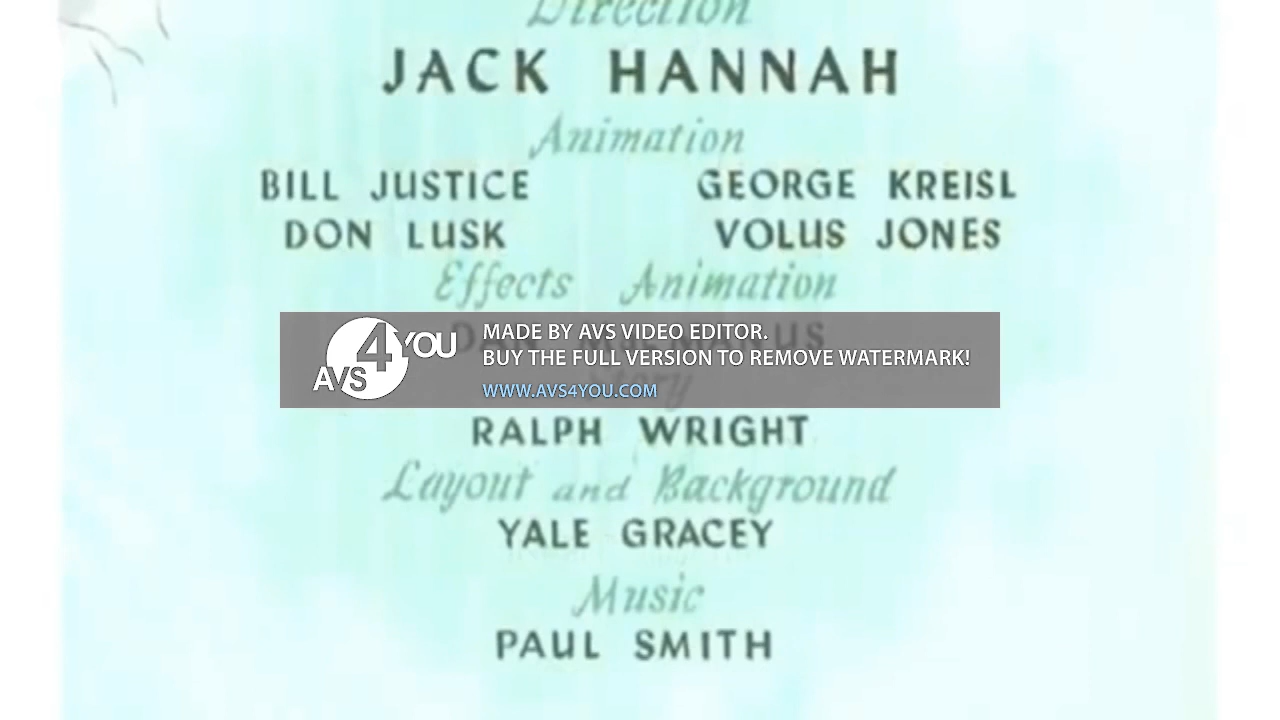 Direction
JACK HANNAH
Animation
BILL JUSTICE GEORGE KREISL
DON LUSK VOLUS JONES
Effects Animation
AVS4YOU
MADE BY AVS VIDEO EDITOR.
BUY THE FULL VERSION TO REMOVE WATERMARK!
WWW.AVS4YOU.COM
Story
RALPH WRIGHT
Layout and Background
YALE GRACEY
Music
PAUL SMITH